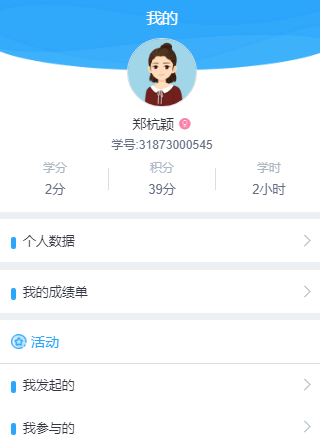 我的
郑杭颖
学号:31873000545
学分 积分 学时
2分 39分 2小时
个人数据
我的成绩单
活动
我发起的
我参与的